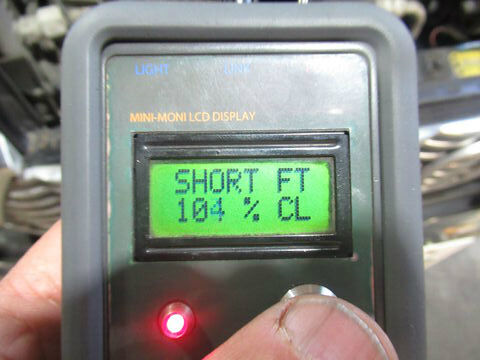 LIGHT
MINI-MONI LCD DISPLAY
SHORT FT
104 % CL